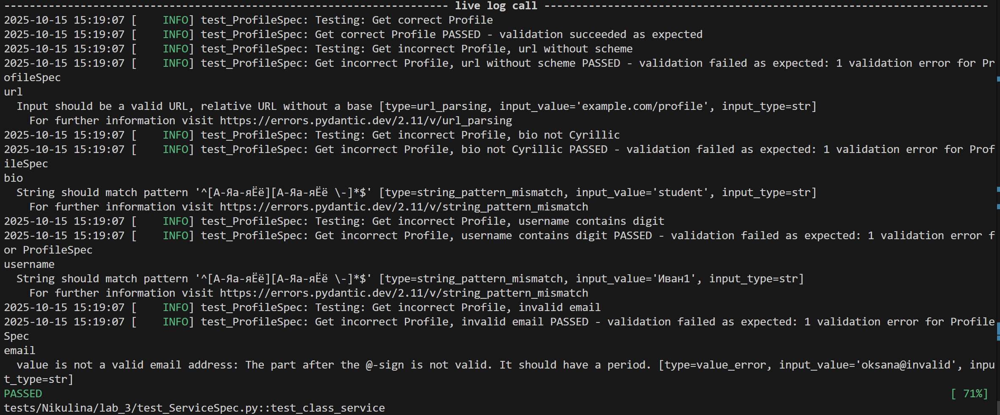 ---------------------------------------------------------------------- live log call ----------------------------------------------------------------------
2025-10-15 15:19:07 [    INFO] test_ProfileSpec: Testing: Get correct Profile
2025-10-15 15:19:07 [    INFO] test_ProfileSpec: Get correct Profile PASSED - validation succeeded as expected
2025-10-15 15:19:07 [    INFO] test_ProfileSpec: Testing: Get incorrect Profile, url without scheme
2025-10-15 15:19:07 [    INFO] test_ProfileSpec: Get incorrect Profile, url without scheme PASSED - validation failed as expected: 1 validation error for Pr
ofileSpec
url
  Input should be a valid URL, relative URL without a base [type=url_parsing, input_value='example.com/profile', input_type=str]
    For further information visit https://errors.pydantic.dev/2.11/v/url_parsing
2025-10-15 15:19:07 [    INFO] test_ProfileSpec: Testing: Get incorrect Profile, bio not Cyrillic
2025-10-15 15:19:07 [    INFO] test_ProfileSpec: Get incorrect Profile, bio not Cyrillic PASSED - validation failed as expected: 1 validation error for Prof
ileSpec
bio
  String should match pattern '^[А-Яа-яЁё][А-Яа-яЁё \-]*$' [type=string_pattern_mismatch, input_value='student', input_type=str]
    For further information visit https://errors.pydantic.dev/2.11/v/string_pattern_mismatch
2025-10-15 15:19:07 [    INFO] test_ProfileSpec: Testing: Get incorrect Profile, username contains digit
2025-10-15 15:19:07 [    INFO] test_ProfileSpec: Get incorrect Profile, username contains digit PASSED - validation failed as expected: 1 validation error f
or ProfileSpec
username
  String should match pattern '^[А-Яа-яЁё][А-Яа-яЁё \-]*$' [type=string_pattern_mismatch, input_value='Иван1', input_type=str]
    For further information visit https://errors.pydantic.dev/2.11/v/string_pattern_mismatch
2025-10-15 15:19:07 [    INFO] test_ProfileSpec: Testing: Get incorrect Profile, invalid email
2025-10-15 15:19:07 [    INFO] test_ProfileSpec: Get incorrect Profile, invalid email PASSED - validation failed as expected: 1 validation error for Profile
Spec
email
  value is not a valid email address: The part after the @-sign is not valid. It should have a period. [type=value_error, input_value='oksana@invalid', inpu
t_type=str]
PASSED [ 71%]
tests/Nikulina/lab_3/test_ServiceSpec.py::test_class_service